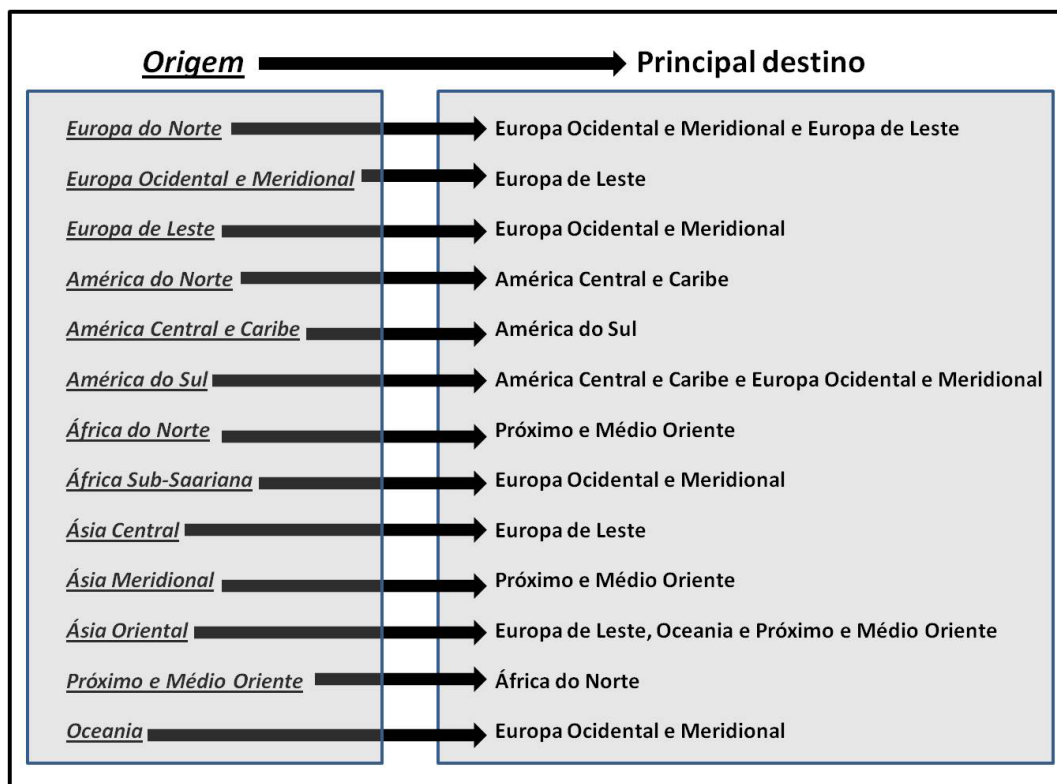 Origem Principal destino
Europa do Norte Europa Ocidental e Meridional e Europa de Leste
Europa Ocidental e Meridional Europa de Leste
Europa de Leste Europa Ocidental e Meridional
América do Norte América Central e Caribe
América Central e Caribe América do Sul
América do Sul América Central e Caribe e Europa Ocidental e Meridional
África do Norte Próximo e Médio Oriente
África Sub-Saariana Europa Ocidental e Meridional
Ásia Central Europa de Leste
Ásia Meridional Próximo e Médio Oriente
Ásia Oriental Europa de Leste, Oceania e Próximo e Médio Oriente
Próximo e Médio Oriente África do Norte
Oceania Europa Ocidental e Meridional